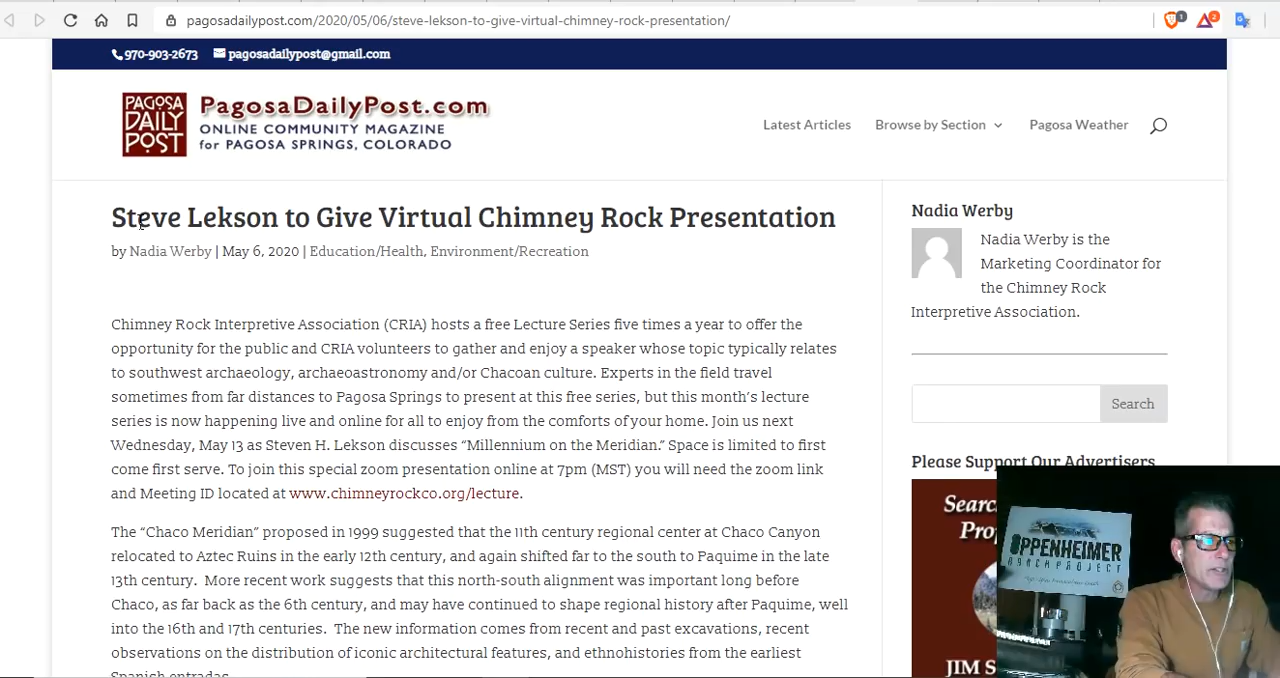 pagosadailypost.com/2020/05/06/steve-lekson-to-give-virtual-chimney-rock-presentation/
1
2
970-903-2673 pagosadailypost@gmail.com
PAGOSA
DAILY
POST
PagosaDailyPost.com
ONLINE COMMUNITY MAGAZINE
for PAGOSA SPRINGS, COLORADO
Latest Articles Browse by Section Pagosa Weather
Steve Lekson to Give Virtual Chimney Rock Presentation
by Nadia Werby | May 6, 2020 | Education/Health, Environment/Recreation
Chimney Rock Interpretive Association (CRIA) hosts a free Lecture Series five times a year to offer the
opportunity for the public and CRIA volunteers to gather and enjoy a speaker whose topic typically relates
to southwest archaeology, archaeoastronomy and/or Chacoan culture. Experts in the field travel
sometimes from far distances to Pagosa Springs to present at this free series, but this month's lecture
series is now happening live and online for all to enjoy from the comforts of your home. Join us next
Wednesday, May 13 as Steven H. Lekson discusses “Millennium on the Meridian.” Space is limited to first
come first serve. To join this special zoom presentation online at 7pm (MST) you will need the zoom link
and Meeting ID located at www.chimneyrockco.org/lecture.
The “Chaco Meridian” proposed in 1999 suggested that the 11th century regional center at Chaco Canyon
relocated to Aztec Ruins in the early 12th century, and again shifted far to the south to Paquime in the late
13th century. More recent work suggests that this north-south alignment was important long before
Chaco, as far back as the 6th century, and may have continued to shape regional history after Paquime, well
into the 16th and 17th centuries. The new information comes from recent and past excavations, recent
observations on the distribution of iconic architectural features, and ethnohistories from the earliest
Spanish entradas.
Nadia Werby
Nadia Werby is the
Marketing Coordinator for
the Chimney Rock
Interpretive Association.
Search
Please Support Our Advertisers
Searc
Pro
JIM S
OPPENHEIMER
RANCH PROJECT